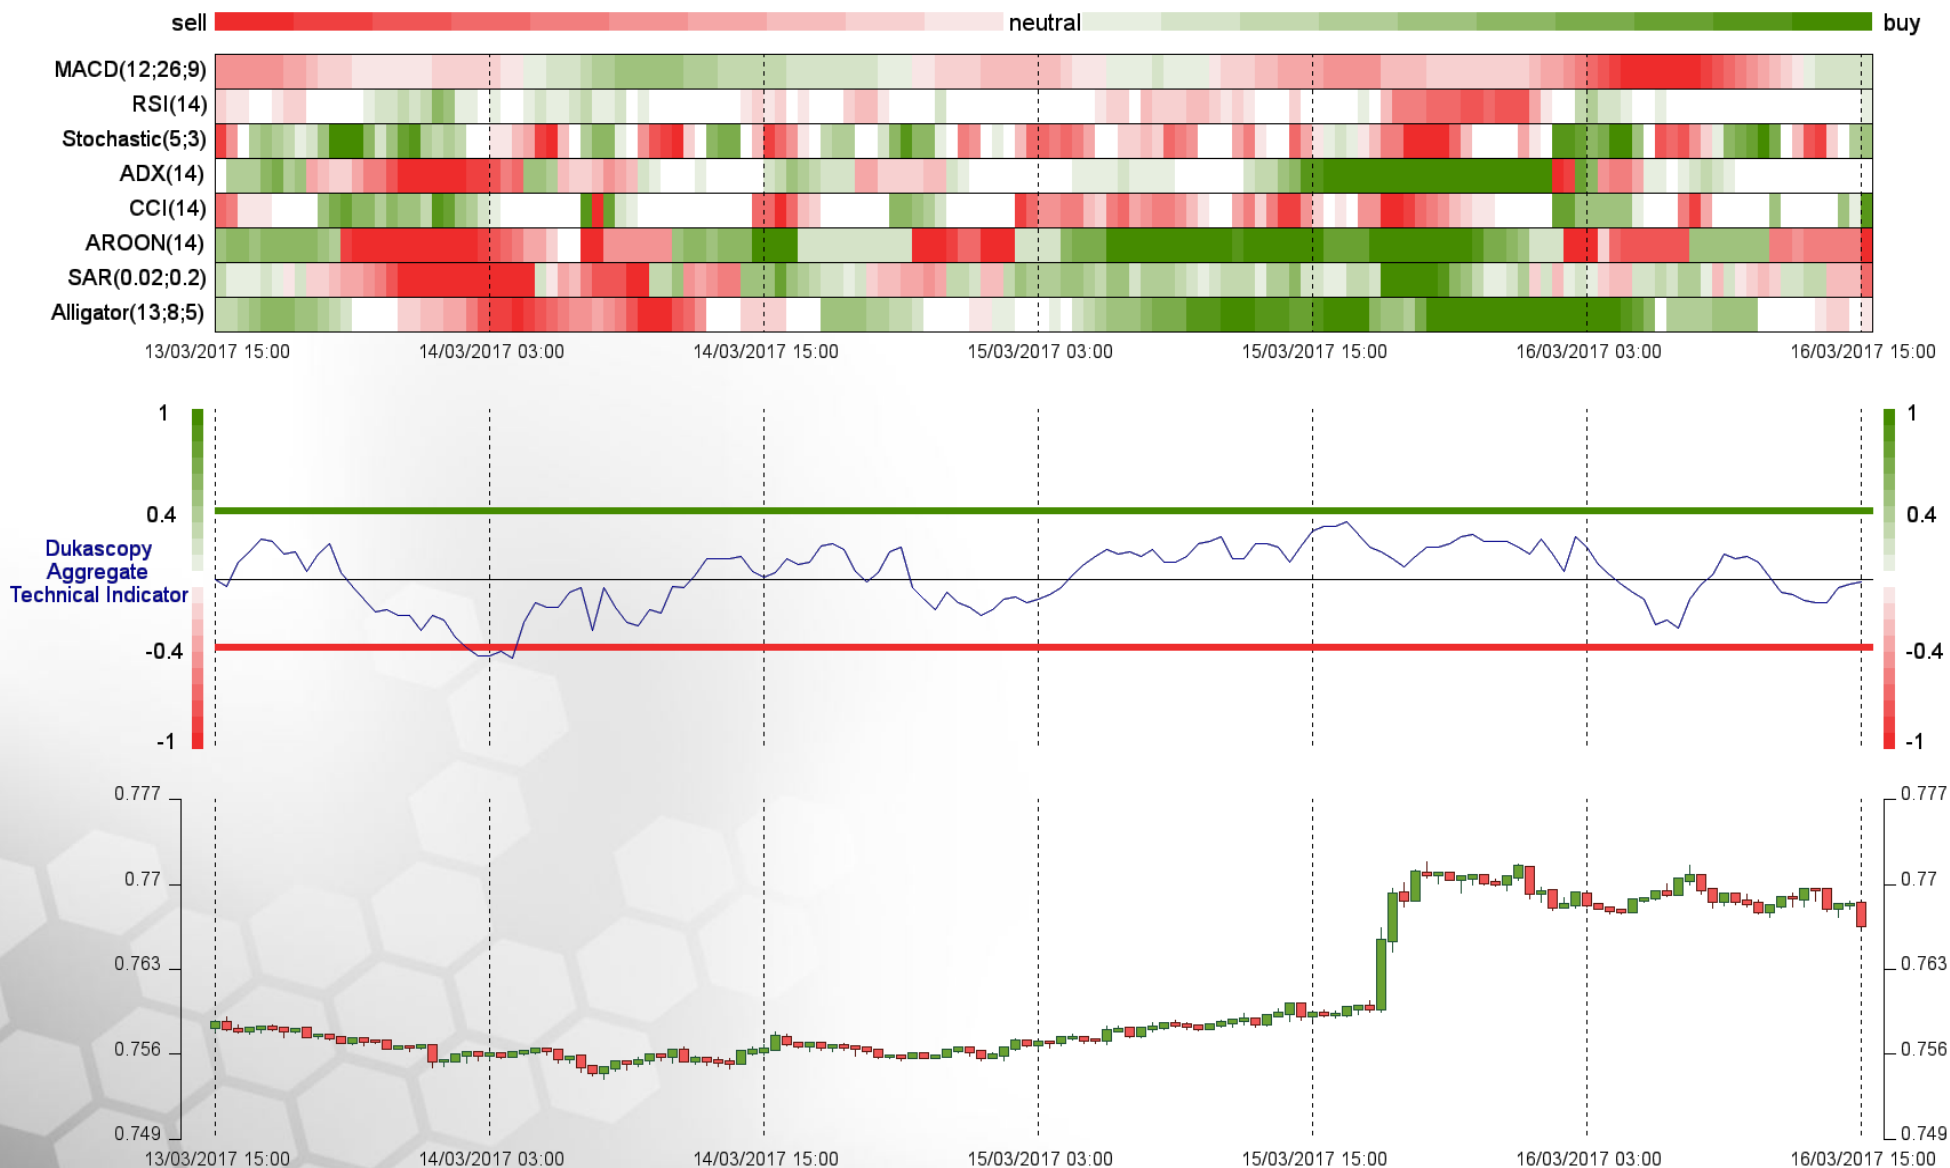 sell neutral buy
MACD(12;26;9)
RSI(14)
Stochastic(5;3)
ADX(14)
CCI(14)
AROON(14)
SAR(0.02;0.2)
Alligator(13;8;5)
13/03/2017 15:00 14/03/2017 03:00 14/03/2017 15:00 15/03/2017 03:00 15/03/2017 15:00 16/03/2017 03:00 16/03/2017 15:00
1 1
0.4 0.4
Dukascopy
Aggregate
Technical Indicator
-0.4 -0.4
-1 -1
0.777 0.777
0.77 0.77
0.763 0.763
0.756 0.756
0.749 0.749
13/03/2017 15:00 14/03/2017 03:00 14/03/2017 15:00 15/03/2017 03:00 15/03/2017 15:00 16/03/2017 03:00 16/03/2017 15:00